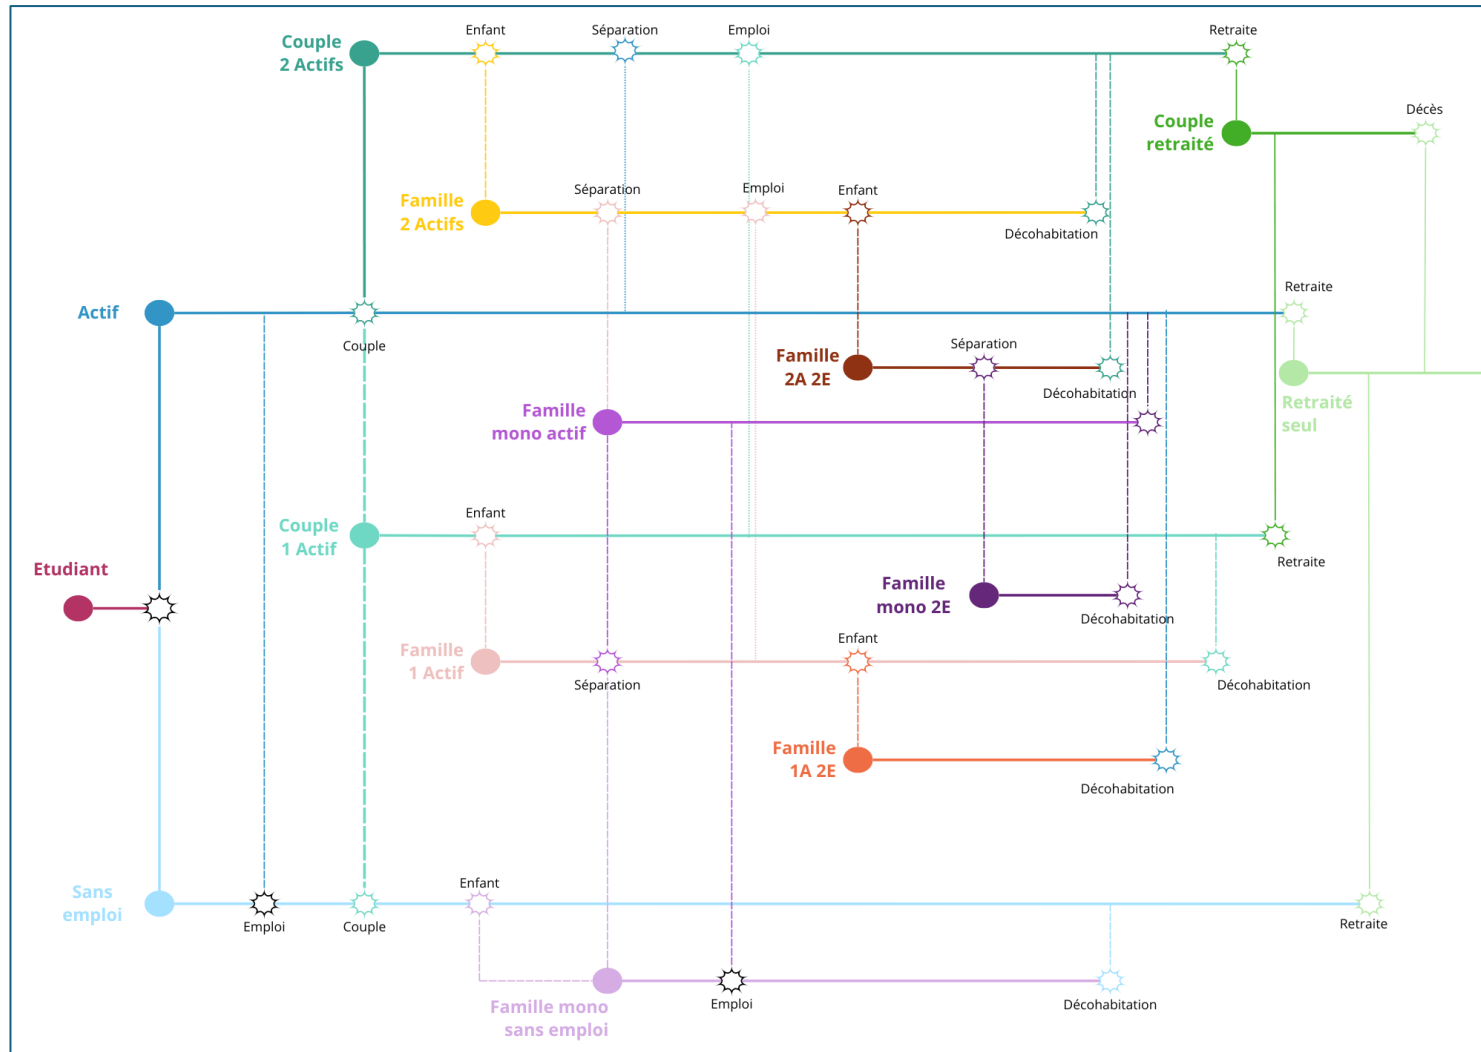 Enfant
Séparation
Emploi
Retraite
Couple
2 Actifs
Décès
Couple
retraité
Séparation
Emploi
Enfant
Famille
2 Actifs
Décohabitation
Retraite
Actif
Couple
Séparation
Famille
2A 2E
Décohabitation
Retraité
seul
Famille
mono actif
Enfant
Couple
1 Actif
Retraite
Etudiant
Famille
mono 2E
Décohabitation
Enfant
Famille
1 Actif
Séparation
Décohabitation
Famille
1A 2E
Décohabitation
Enfant
Sans
emploi
Emploi
Couple
Retraite
Famille mono
sans emploi
Emploi
Décohabitation